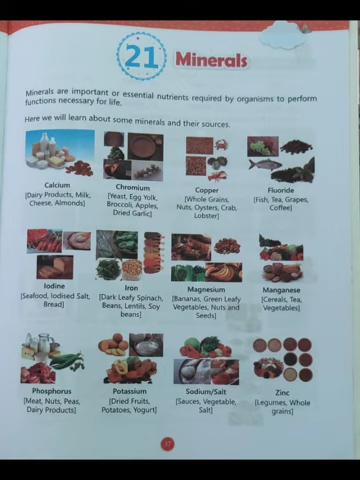 21 Minerals
Minerals are important or essential nutrients required by organisms to perform
functions necessary for life.
Here we will learn about some minerals and their sources.
Calcium
[Dairy Products, Milk,
Cheese, Almonds]
Chromium
[Yeast, Egg Yolk,
Broccoli, Apples,
Dried Garlic]
Copper
[Whole Grains,
Nuts, Oysters, Crab,
Lobster]
Fluoride
[Fish, Tea, Grapes,
Coffee]
Iodine
[Seafood, Iodised Salt,
Bread]
Iron
[Dark Leafy Spinach,
Beans, Lentils, Soy
beans]
Magnesium
[Bananas, Green Leafy
Vegetables, Nuts and
Seeds]
Manganese
[Cereals, Tea,
Vegetables]
Phosphorus
[Meat, Nuts, Peas,
Dairy Products]
Potassium
[Dried Fruits,
Potatoes, Yogurt]
Sodium/Salt
[Sauces, Vegetable,
Salt]
Zinc
[Legumes, Whole
grains]